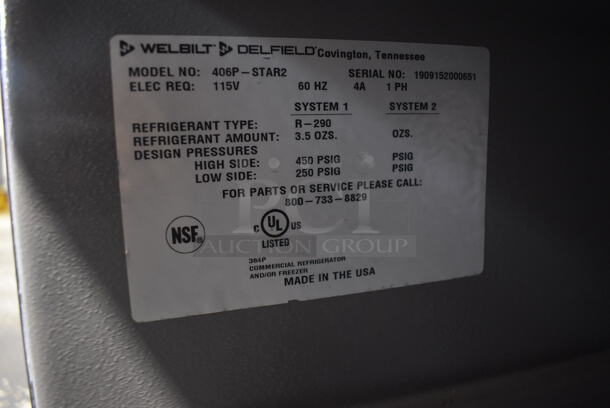 WELBILT DELFIELD Covington, Tennessee
MODEL NO: 406P-STAR2 SERIAL NO: 1909152000651
ELEC REQ: 115V 60 HZ 4A 1 PH
SYSTEM 1 SYSTEM 2
REFRIGERANT TYPE: R-290
REFRIGERANT AMOUNT: 3.5 OZS. OZS.
DESIGN PRESSURES
HIGH SIDE: 450 PSIG PSIG
LOW SIDE: 250 PSIG PSIG
FOR PARTS OR SERVICE PLEASE CALL:
800-733-8829
NSF®
C UL US
LISTED
384P
COMMERCIAL REFRIGERATOR
AND/OR FREEZER
MADE IN THE USA
AUCTION GROUP